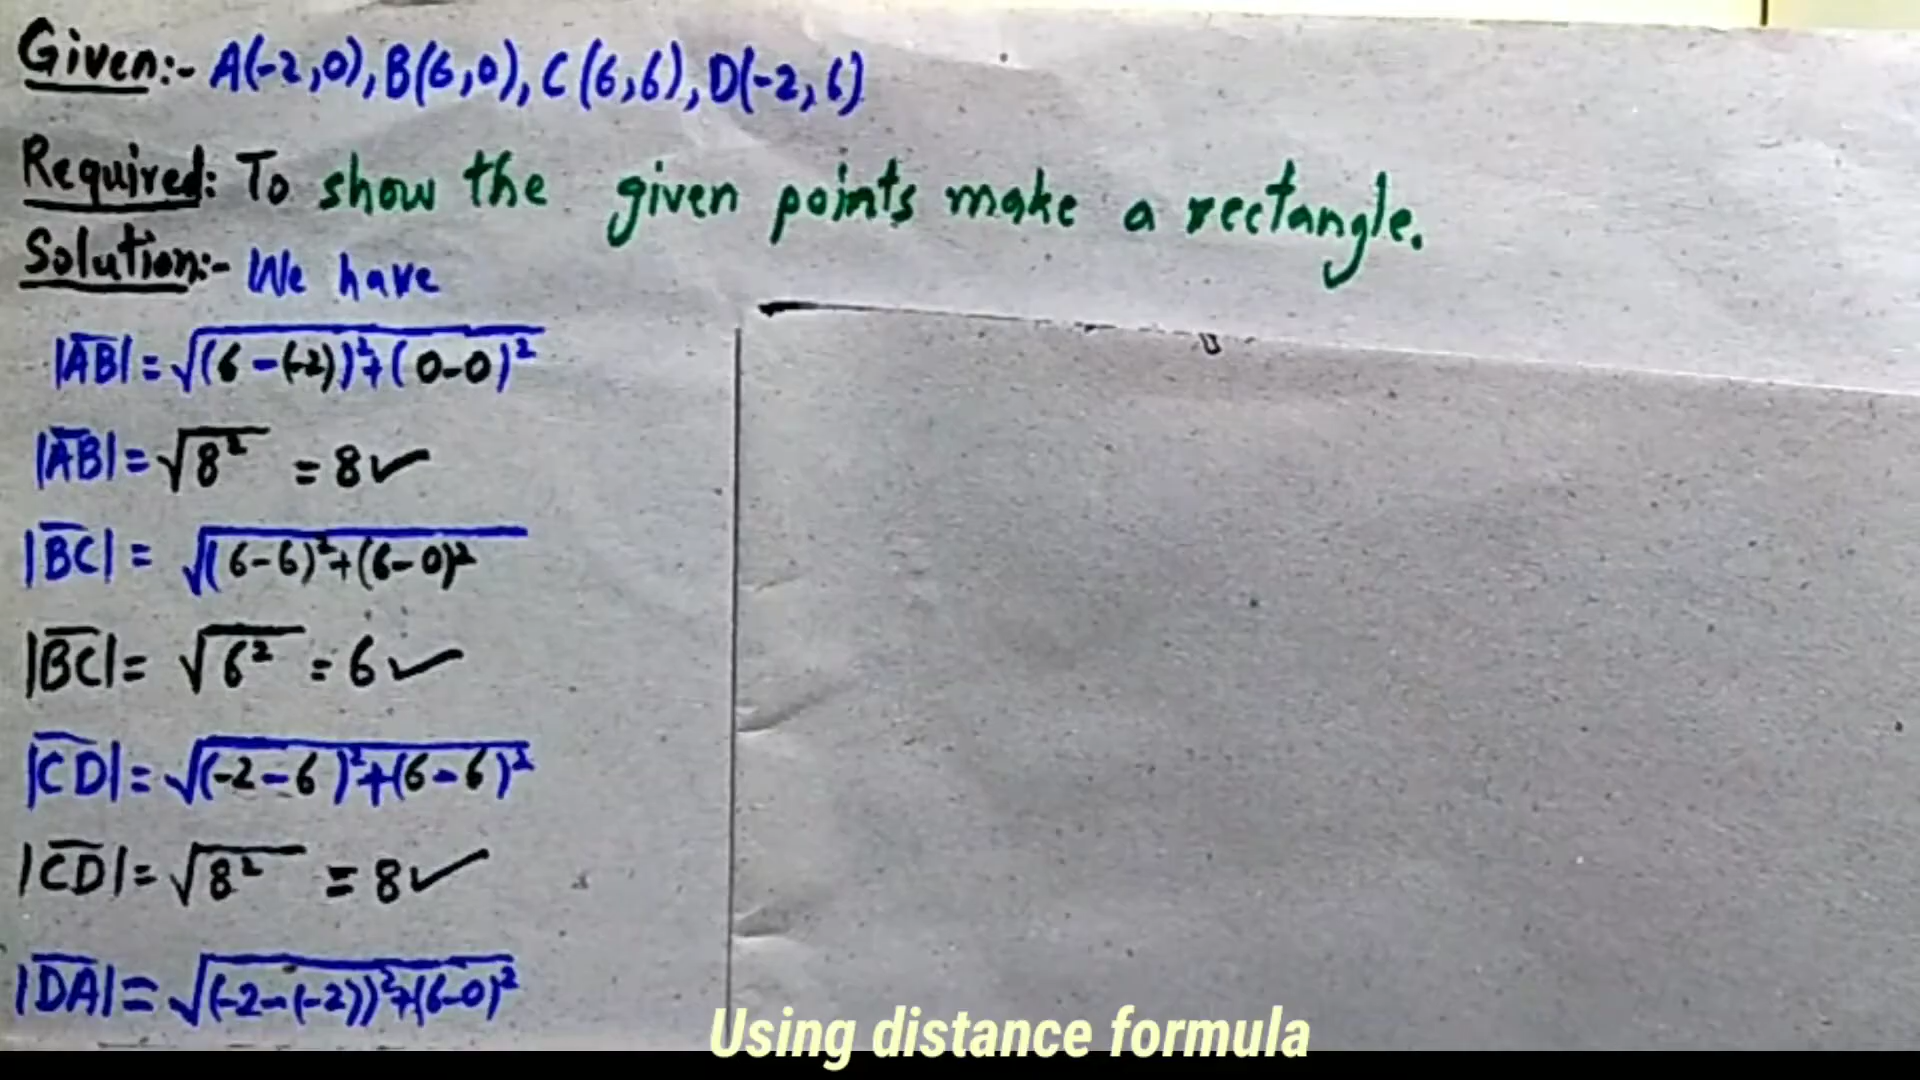 Given:- A(-2,0), B(6,0), C(6,6), D(-2,6)
Required: To show the given points make a rectangle.
Solution:- We have
|AB| = √(6-(-2))²+(0-0)²
|AB| = √8² = 8✓
|BC| = √(6-6)²+(6-0)²
|BC| = √6² = 6✓
|CD| = √(-2-6)²+(6-6)²
|CD| = √8² = 8✓
|DA| = √(-2-(-2))²+(6-0)²
Using distance formula